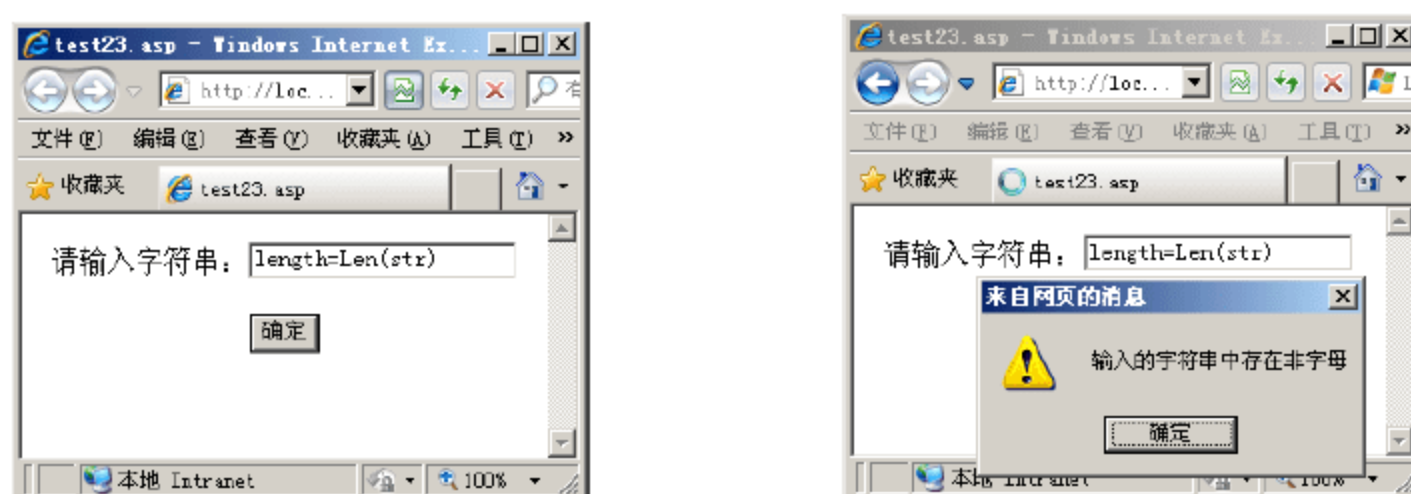 test23.asp - Windows Internet Ex...
http://loc...
文件(F) 编辑(E) 查看(V) 收藏夹(A) 工具(T) »
收藏夹 test23.asp
请输入字符串: length=Len(str)
确定
本地 Intranet 100%
test23.asp - Windows Internet Ex...
http://loc...
文件(F) 编辑(E) 查看(V) 收藏夹(A) 工具(T) »
收藏夹 test23.asp
请输入字符串: length=Len(str)
来自网页的消息
输入的字符串中存在非字母
确定
本地 Intranet 100%